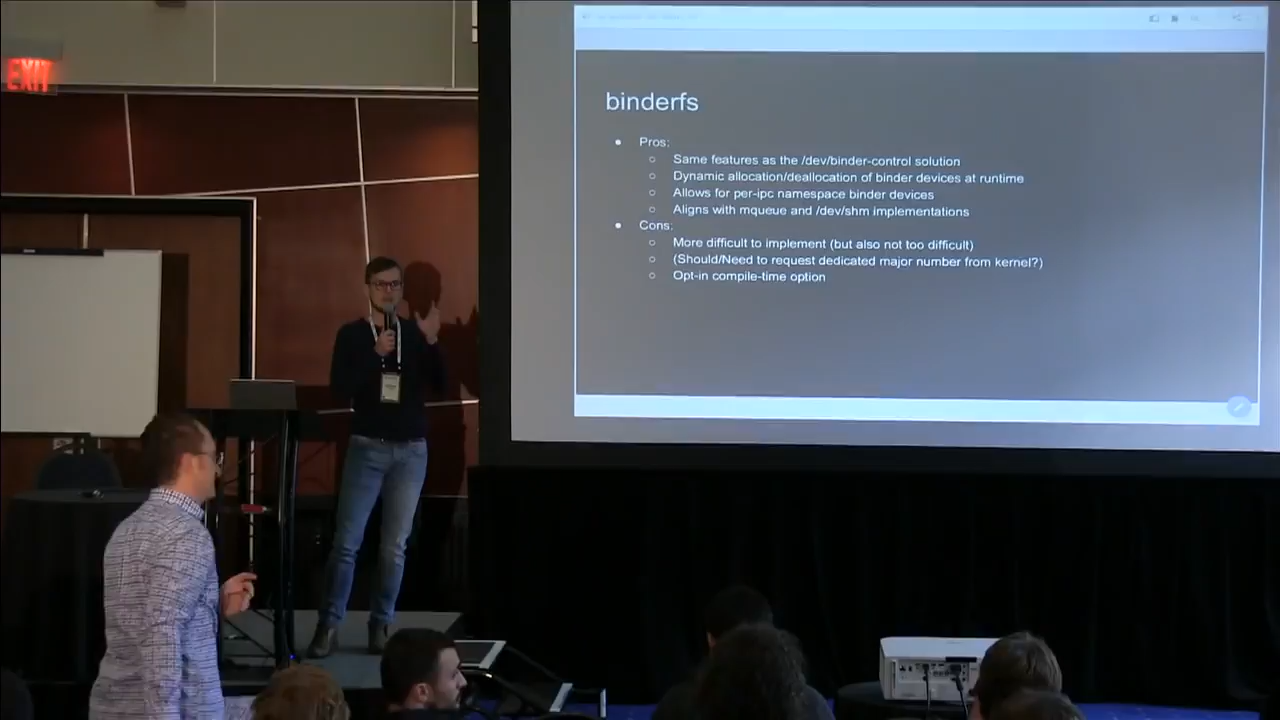 EXIT
binderfs
● Pros:
○ Same features as the /dev/binder-control solution
○ Dynamic allocation/deallocation of binder devices at runtime
○ Allows for per-ipc namespace binder devices
○ Aligns with mqueue and /dev/shm implementations
● Cons:
○ More difficult to implement (but also not too difficult)
○ (Should/Need to request dedicated major number from kernel?)
○ Opt-in compile-time option